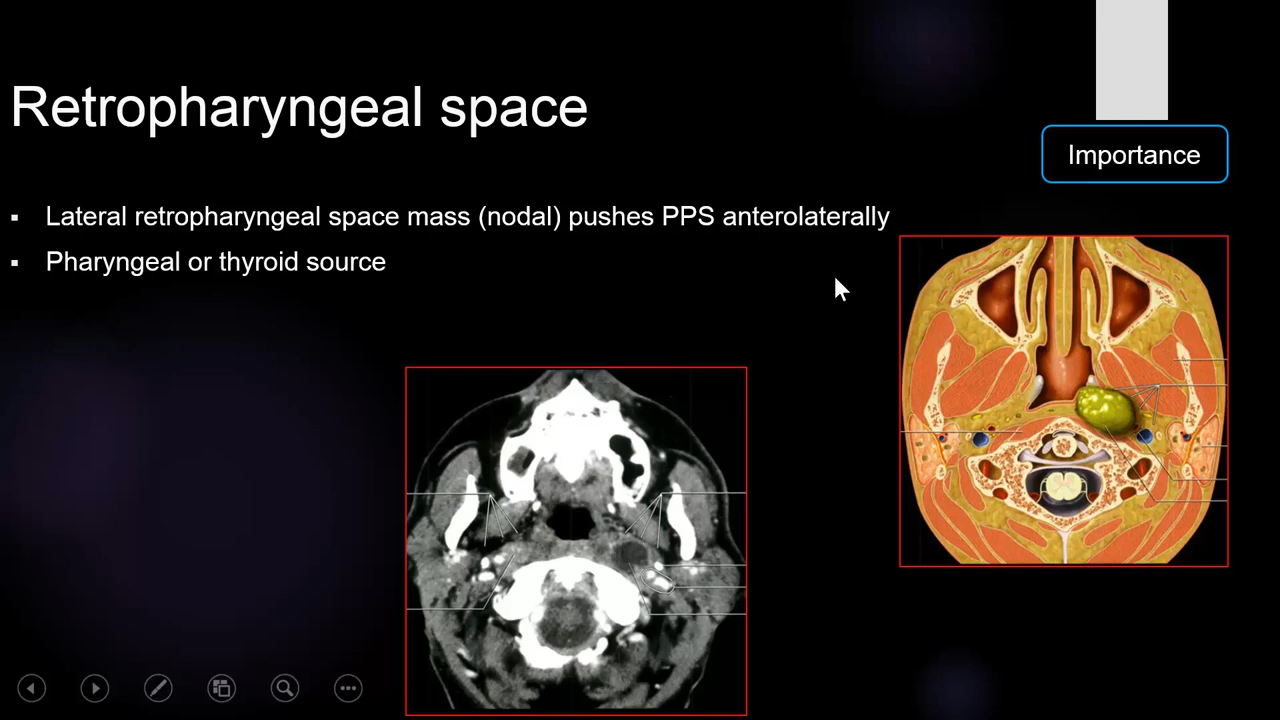 Retropharyngeal space
Importance
▪ Lateral retropharyngeal space mass (nodal) pushes PPS anterolaterally
▪ Pharyngeal or thyroid source